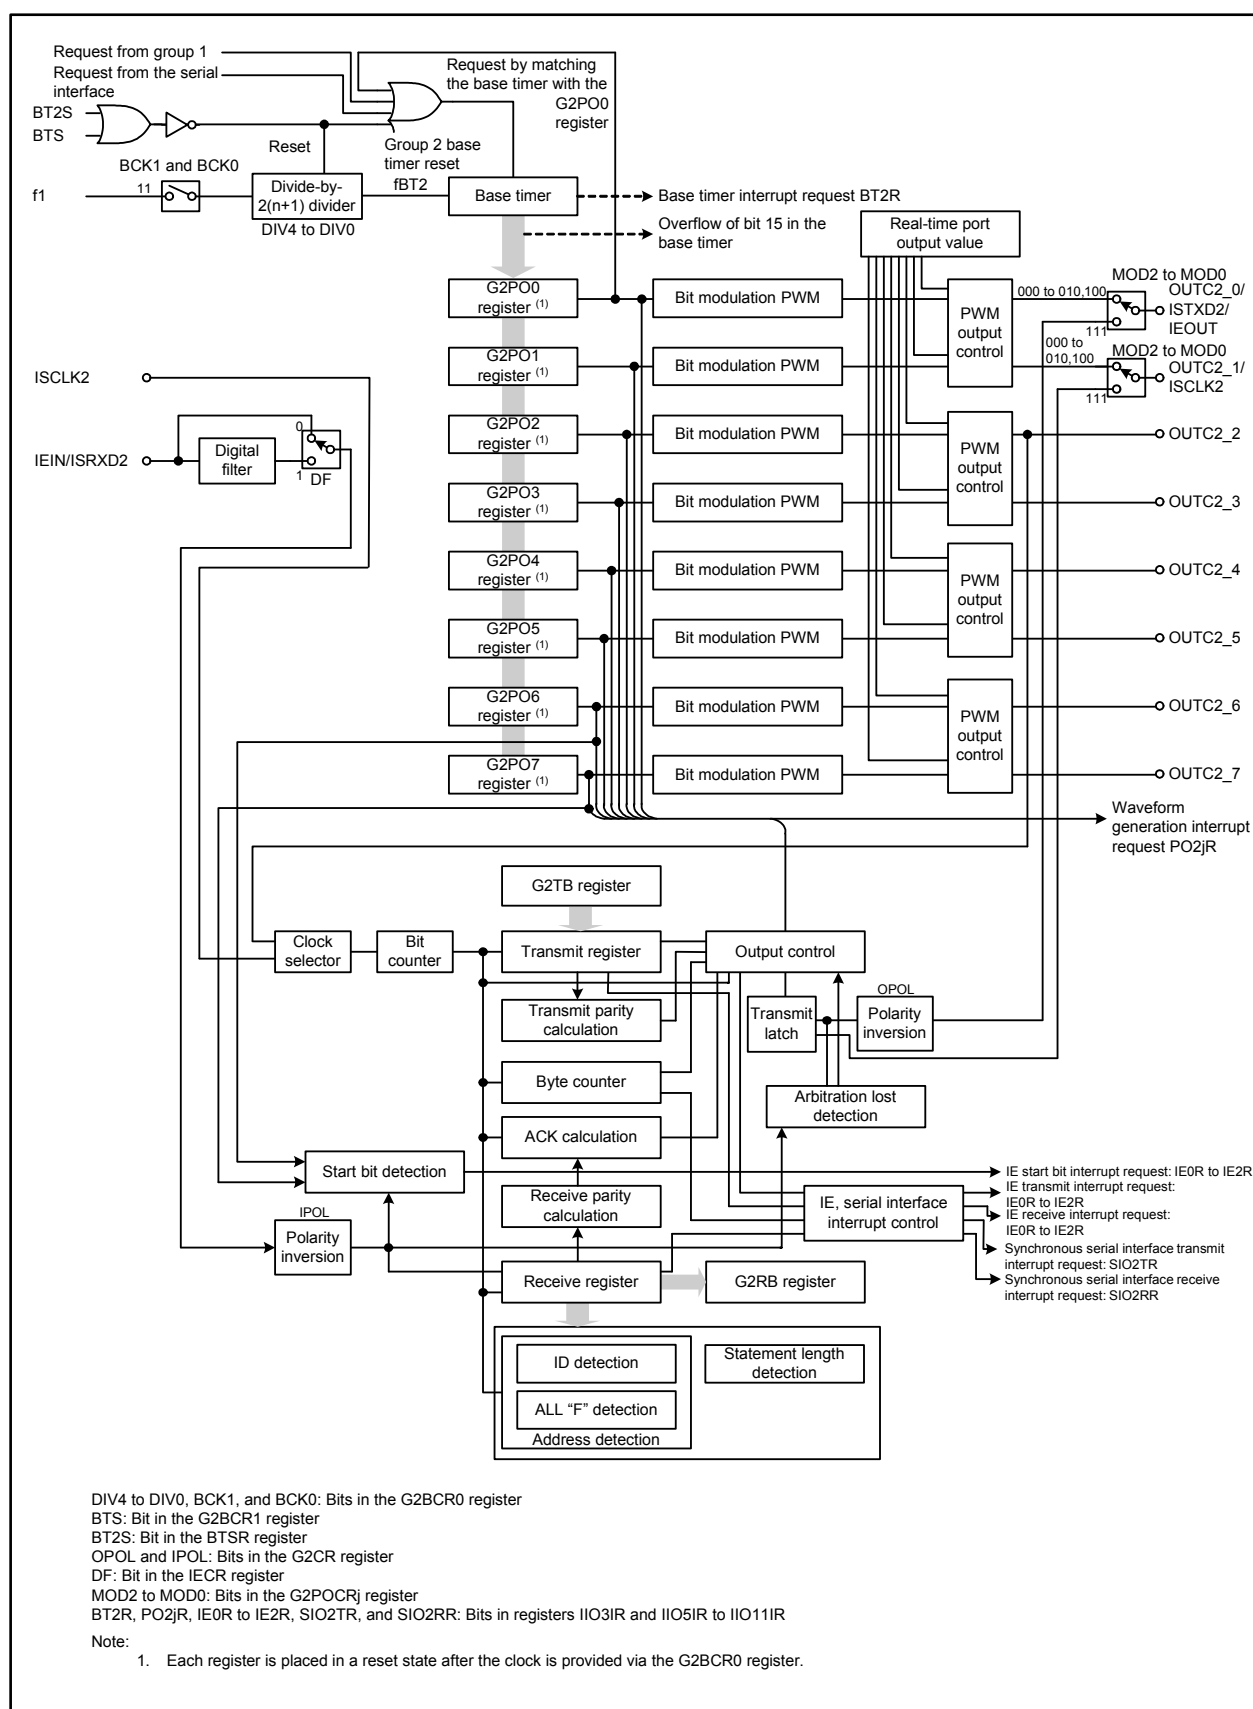 Request from group 1
Request from the serial
interface
BT2S
BTS
Request by matching
the base timer with the
G2PO0
register
Reset
Group 2 base
timer reset
BCK1 and BCK0
f1
11
Divide-by-
2(n+1) divider
DIV4 to DIV0
fBT2
Base timer
Base timer interrupt request BT2R
Overflow of bit 15 in the
base timer
Real-time port
output value
G2PO0
register (1)
Bit modulation PWM
PWM
output
control
000 to 010,100
MOD2 to MOD0
OUTC2_0/
ISTXD2/
IEOUT
111
G2PO1
register (1)
Bit modulation PWM
000 to
010,100
MOD2 to MOD0
OUTC2_1/
ISCLK2
111
ISCLK2
G2PO2
register (1)
Bit modulation PWM
PWM
output
control
OUTC2_2
IEIN/ISRXD2
Digital
filter
0
1
DF
G2PO3
register (1)
Bit modulation PWM
OUTC2_3
G2PO4
register (1)
Bit modulation PWM
PWM
output
control
OUTC2_4
G2PO5
register (1)
Bit modulation PWM
OUTC2_5
G2PO6
register (1)
Bit modulation PWM
PWM
output
control
OUTC2_6
G2PO7
register (1)
Bit modulation PWM
OUTC2_7
Waveform
generation interrupt
request PO2jR
G2TB register
Clock
selector
Bit
counter
Transmit register
Output control
Transmit parity
calculation
Transmit
latch
OPOL
Polarity
inversion
Byte counter
Arbitration lost
detection
ACK calculation
Start bit detection
IE start bit interrupt request: IE0R to IE2R
Receive parity
calculation
IE, serial interface
interrupt control
IE transmit interrupt request:
IE0R to IE2R
IE receive interrupt request:
IE0R to IE2R
IPOL
Polarity
inversion
Synchronous serial interface transmit
interrupt request: SIO2TR
Synchronous serial interface receive
interrupt request: SIO2RR
Receive register
G2RB register
ID detection
Statement length
detection
ALL “F” detection
Address detection
DIV4 to DIV0, BCK1, and BCK0: Bits in the G2BCR0 register
BTS: Bit in the G2BCR1 register
BT2S: Bit in the BTSR register
OPOL and IPOL: Bits in the G2CR register
DF: Bit in the IECR register
MOD2 to MOD0: Bits in the G2POCRj register
BT2R, PO2jR, IE0R to IE2R, SIO2TR, and SIO2RR: Bits in registers IIO3IR and IIO5IR to IIO11IR
Note:
1. Each register is placed in a reset state after the clock is provided via the G2BCR0 register.